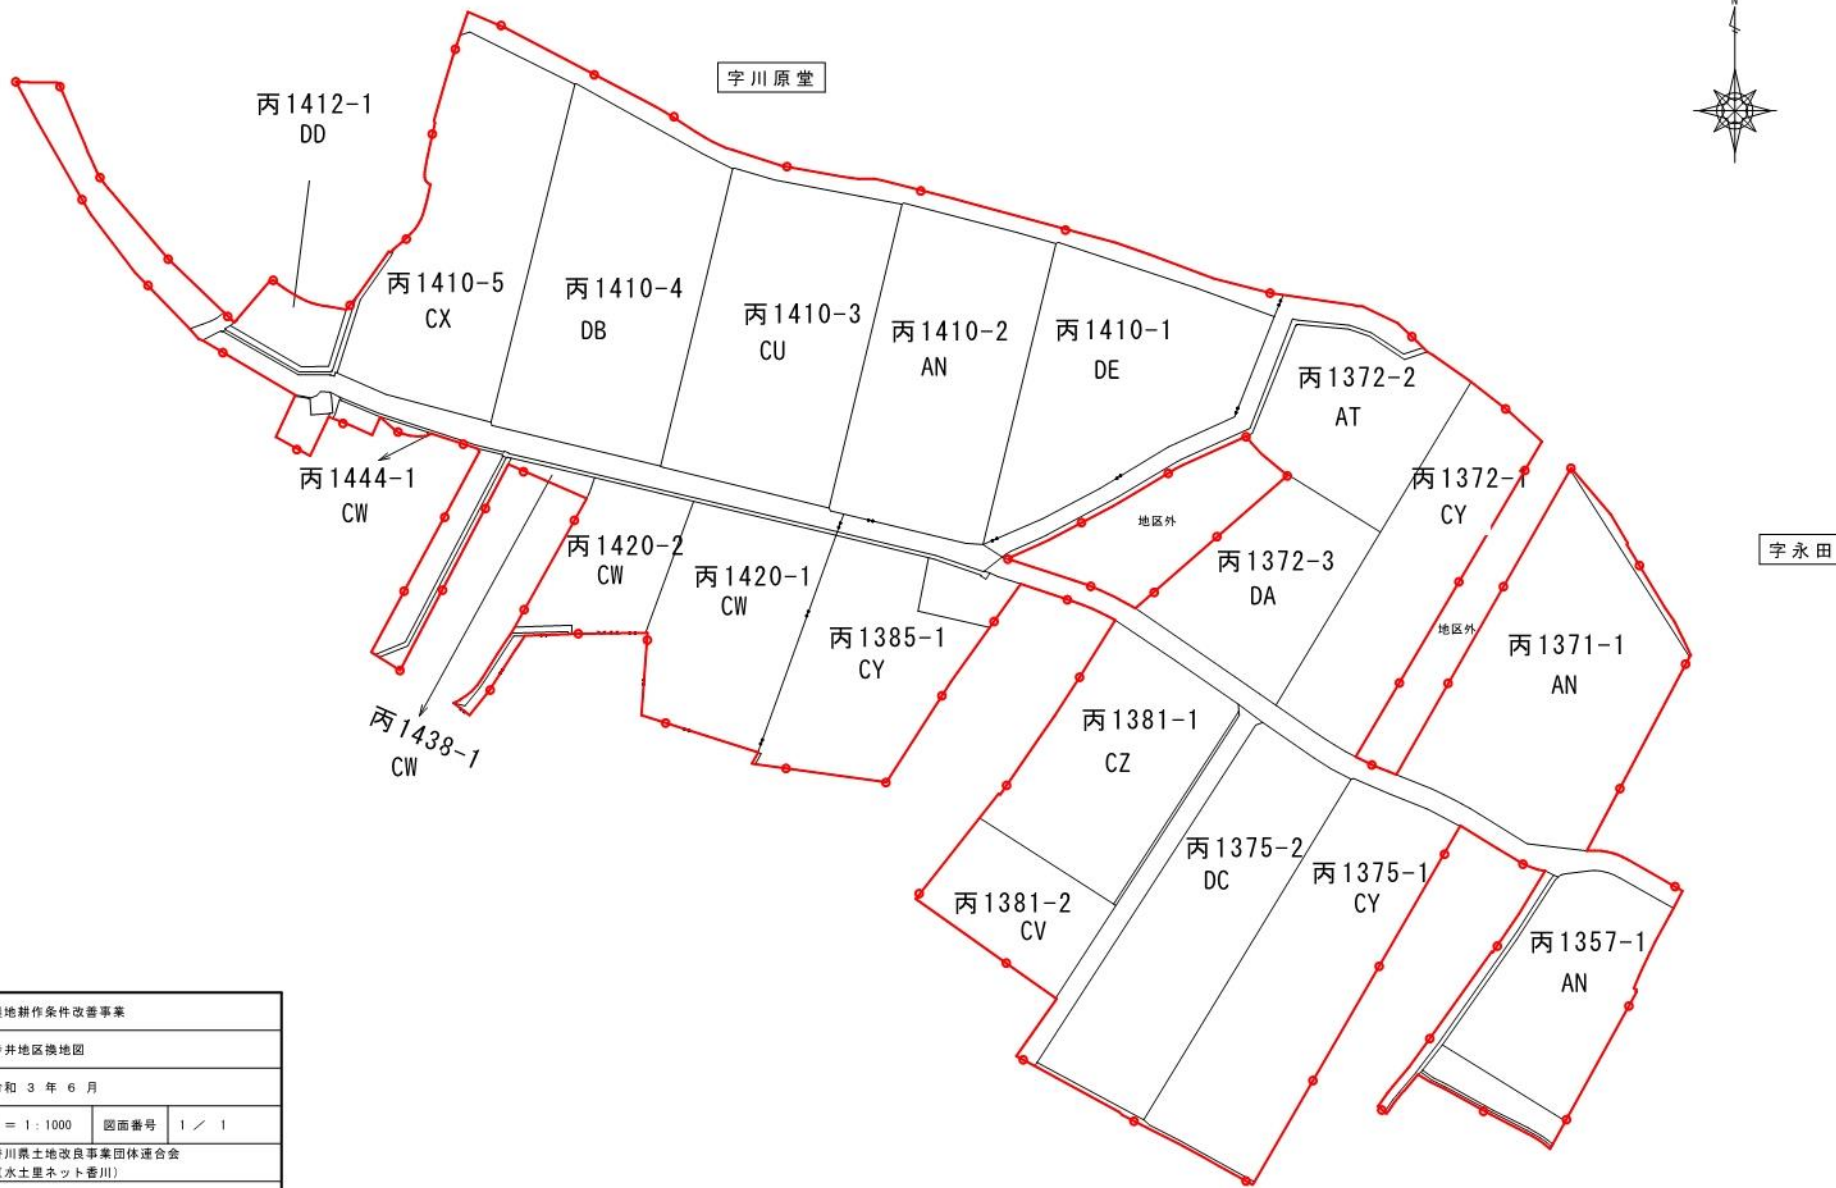 N
字川原堂
丙1412-1
DD
丙1410-5
CX
丙1410-4
DB
丙1410-3
CU
丙1410-2
AN
丙1410-1
DE
丙1372-2
AT
丙1372-1
CY
地区外
丙1372-3
DA
字永田
地区外
丙1371-1
AN
丙1444-1
CW
丙1420-2
CW
丙1420-1
CW
丙1385-1
CY
丙1438-1
CW
丙1381-1
CZ
丙1375-2
DC
丙1375-1
CY
丙1381-2
CV
丙1357-1
AN
地耕作条件改善事業
井地区換地図
和 3 年 6 月
= 1:1000 図面番号 1 / 1
川県土地改良事業団体連合会
水土里ネット香川)